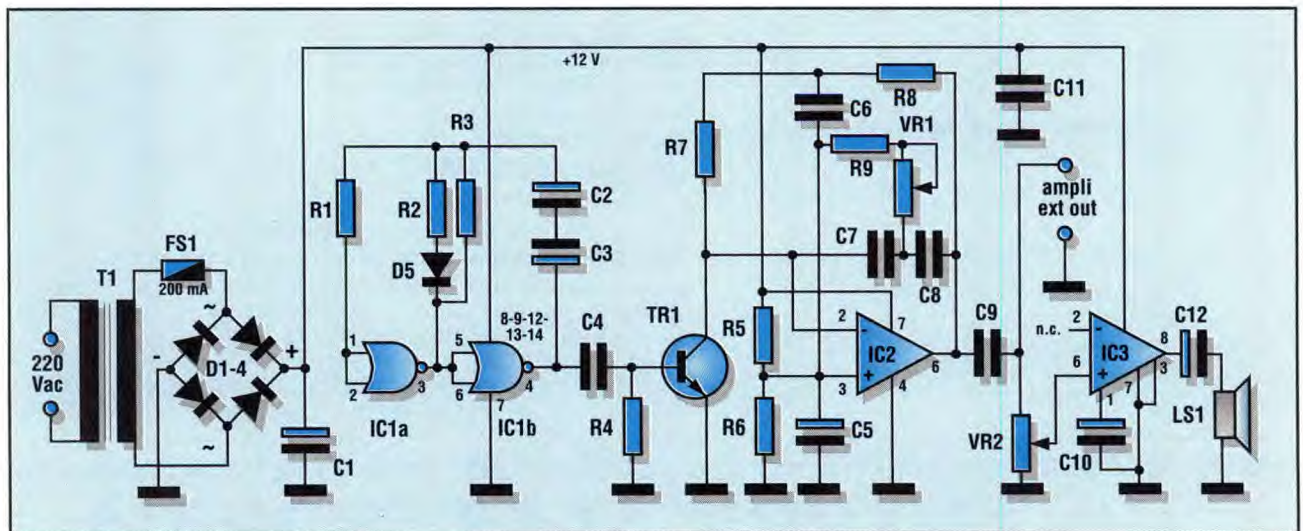 +12 V
C11
R8
C6
R3
VR1
R7
R9
ampli
ext out
R1
R2
C2
C3
FS1
200 mA
T1
D5
C7
C8
220
Vac
~
-
+
D1-4
~
8-9-12-
13-14
1
2
3
5
6
4
7
IC1a
IC1b
C4
TR1
R4
R5
R6
2
3
7
4
6
-
+
IC2
C5
C9
n.c.
2
6
-
+
IC3
8
3
1
7
C12
VR2
C10
LS1
C1